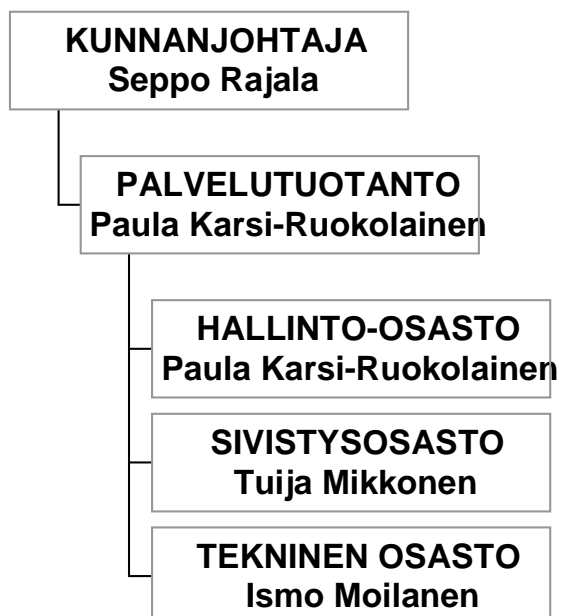 KUNNANJOHTAJA
Seppo Rajala
PALVELUTUOTANTO
Paula Karsi-Ruokolainen
HALLINTO-OSASTO
Paula Karsi-Ruokolainen
SIVISTYSOSASTO
Tuija Mikkonen
TEKNINEN OSASTO
Ismo Moilanen